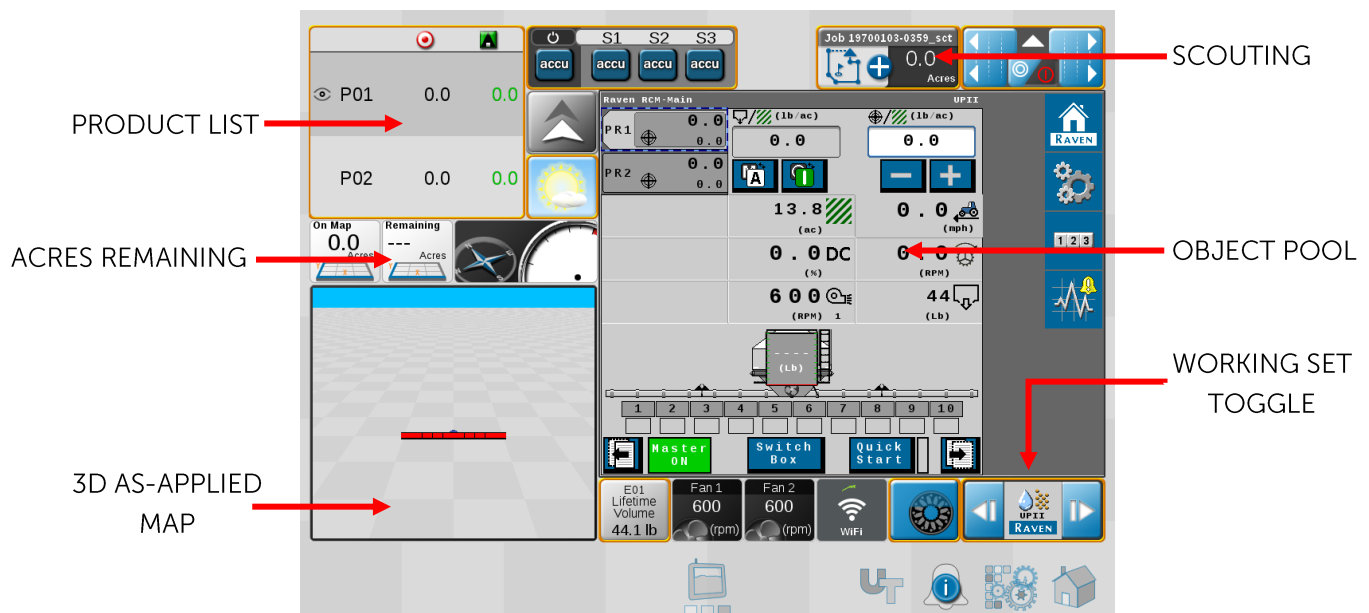 S1 S2 S3
accu accu accu accu
Job 19700103-0359_sct
0.0
Acres
SCOUTING
P01 0.0 0.0
P02 0.0 0.0
PRODUCT LIST
Raven RCM-Main UPII
PR1 0.0
0.0
PR2 0.0
0.0
(lb/ac) (lb/ac)
0.0 0.0
A
RAVEN
13.8
(ac)
0.0
(mph)
On Map
0.0
Acres
Remaining
---
Acres
ACRES REMAINING
0.0 DC
(%)
0.0
(RPM)
1 2 3
OBJECT POOL
600
(RPM) 1
44
(Lb)
----
(Lb)
1 2 3 4 5 6 7 8 9 10
Master
ON
Switch
Box
Quick
Start
WORKING SET
TOGGLE
3D AS-APPLIED
MAP
E01
Lifetime
Volume
44.1 lb
Fan 1
600
(rpm)
Fan 2
600
(rpm)
WiFi
UPII
RAVEN
UT